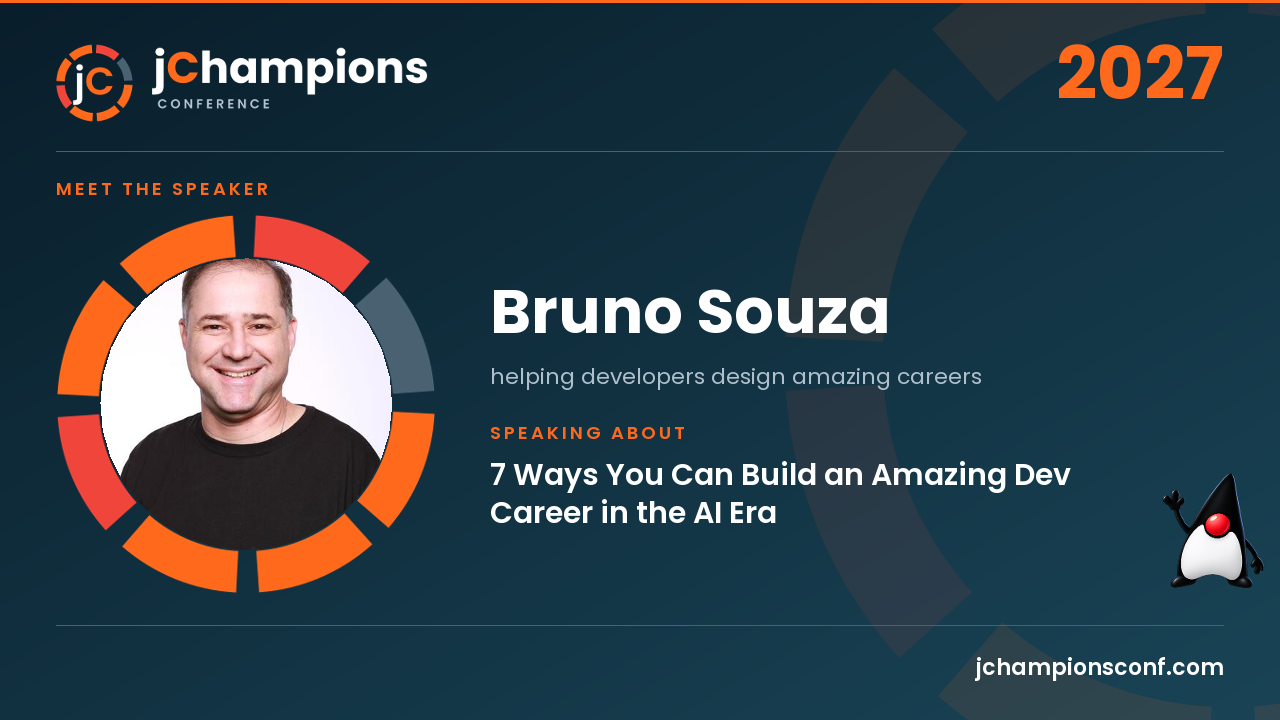 jC
jChampions
CONFERENCE
2027
MEET THE SPEAKER
Bruno Souza
helping developers design amazing careers
SPEAKING ABOUT
7 Ways You Can Build an Amazing Dev
Career in the AI Era
jchampionsconf.com